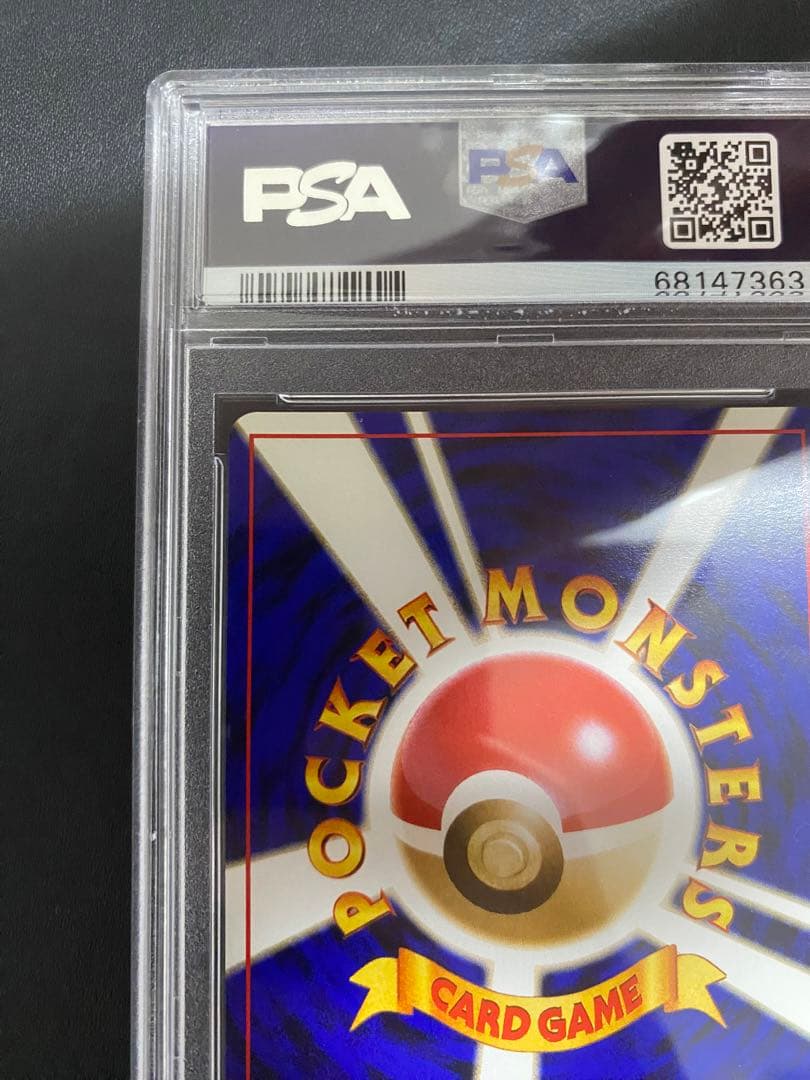 PSA
PSA
68147363
POCKET MONSTERS
CARD GAME